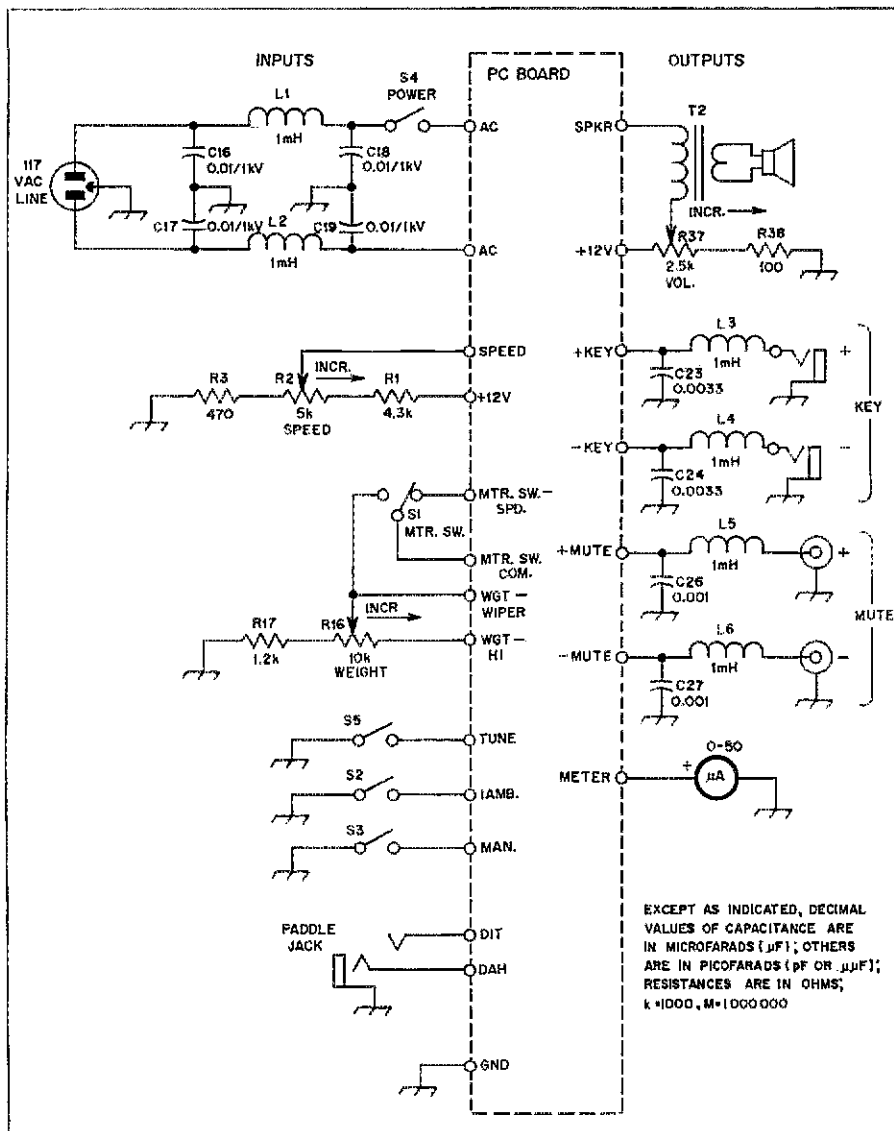 INPUTS
PC BOARD
OUTPUTS
S4
POWER
L1
1mH
AC
C16
0.01/1kV
C18
0.01/1kV
117
VAC
LINE
C17
0.01/1kV
L2
1mH
C19
0.01/1kV
AC
SPKR
T2
INCR.
+12V
R37
2.5k
VOL.
R38
100
SPEED
R3
470
R2
5k
SPEED
INCR.
R1
4.3k
+12V
+KEY
L3
1mH
+
C23
0.0033
KEY
-KEY
L4
1mH
-
C24
0.0033
MTR. SW.-
SPD.
S1
MTR. SW.
MTR. SW.
COM.
WGT-
WIPER
INCR
R17
1.2k
R16
10k
WEIGHT
WGT-
HI
+MUTE
L5
1mH
+
C26
0.001
MUTE
-MUTE
L6
1mH
-
C27
0.001
S5
TUNE
S2
IAMB.
S3
MAN.
METER
+
0-50
μA
PADDLE
JACK
DIT
DAH
GND
EXCEPT AS INDICATED, DECIMAL
VALUES OF CAPACITANCE ARE
IN MICROFARADS (μF); OTHERS
ARE IN PICOFARADS (pF OR μμF);
RESISTANCES ARE IN OHMS;
k=1000, M=1000000